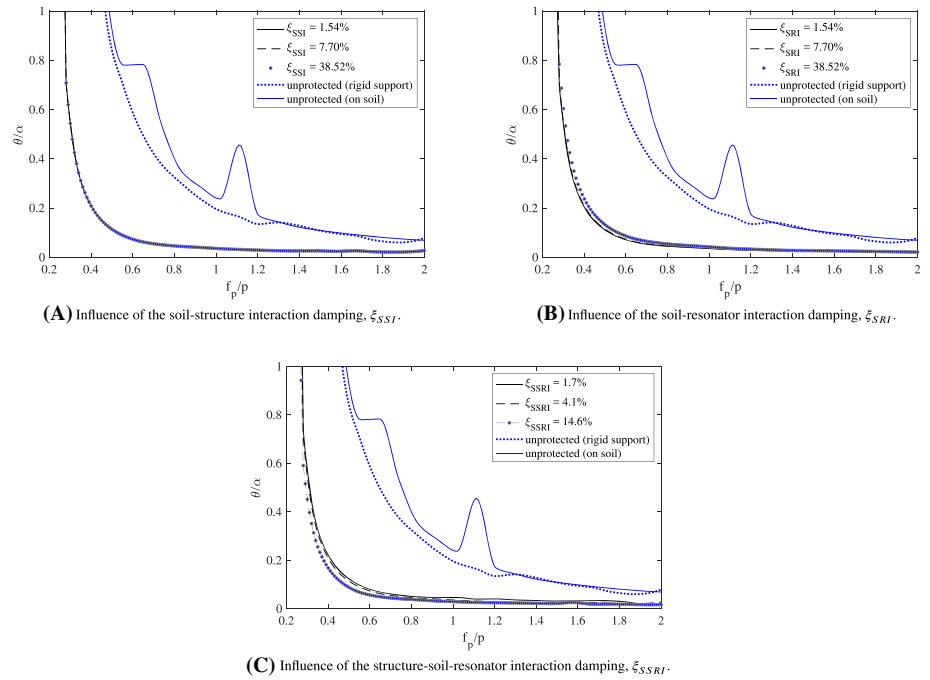 1
0.8
0.6
0.4
0.2
0
θ/α
0.2 0.4 0.6 0.8 1 1.2 1.4 1.6 1.8 2
f_p/p
ξ_SSI = 1.54%
ξ_SSI = 7.70%
ξ_SSI = 38.52%
unprotected (rigid support)
unprotected (on soil)
(A) Influence of the soil-structure interaction damping, ξ_SSI.
1
0.8
0.6
0.4
0.2
0
θ/α
0.2 0.4 0.6 0.8 1 1.2 1.4 1.6 1.8 2
f_p/p
ξ_SRI = 1.54%
ξ_SRI = 7.70%
ξ_SRI = 38.52%
unprotected (rigid support)
unprotected (on soil)
(B) Influence of the soil-resonator interaction damping, ξ_SRI.
1
0.8
0.6
0.4
0.2
0
θ/α
0.2 0.4 0.6 0.8 1 1.2 1.4 1.6 1.8 2
f_p/p
ξ_SSRI = 1.7%
ξ_SSRI = 4.1%
ξ_SSRI = 14.6%
unprotected (rigid support)
unprotected (on soil)
(C) Influence of the structure-soil-resonator interaction damping, ξ_SSRI.